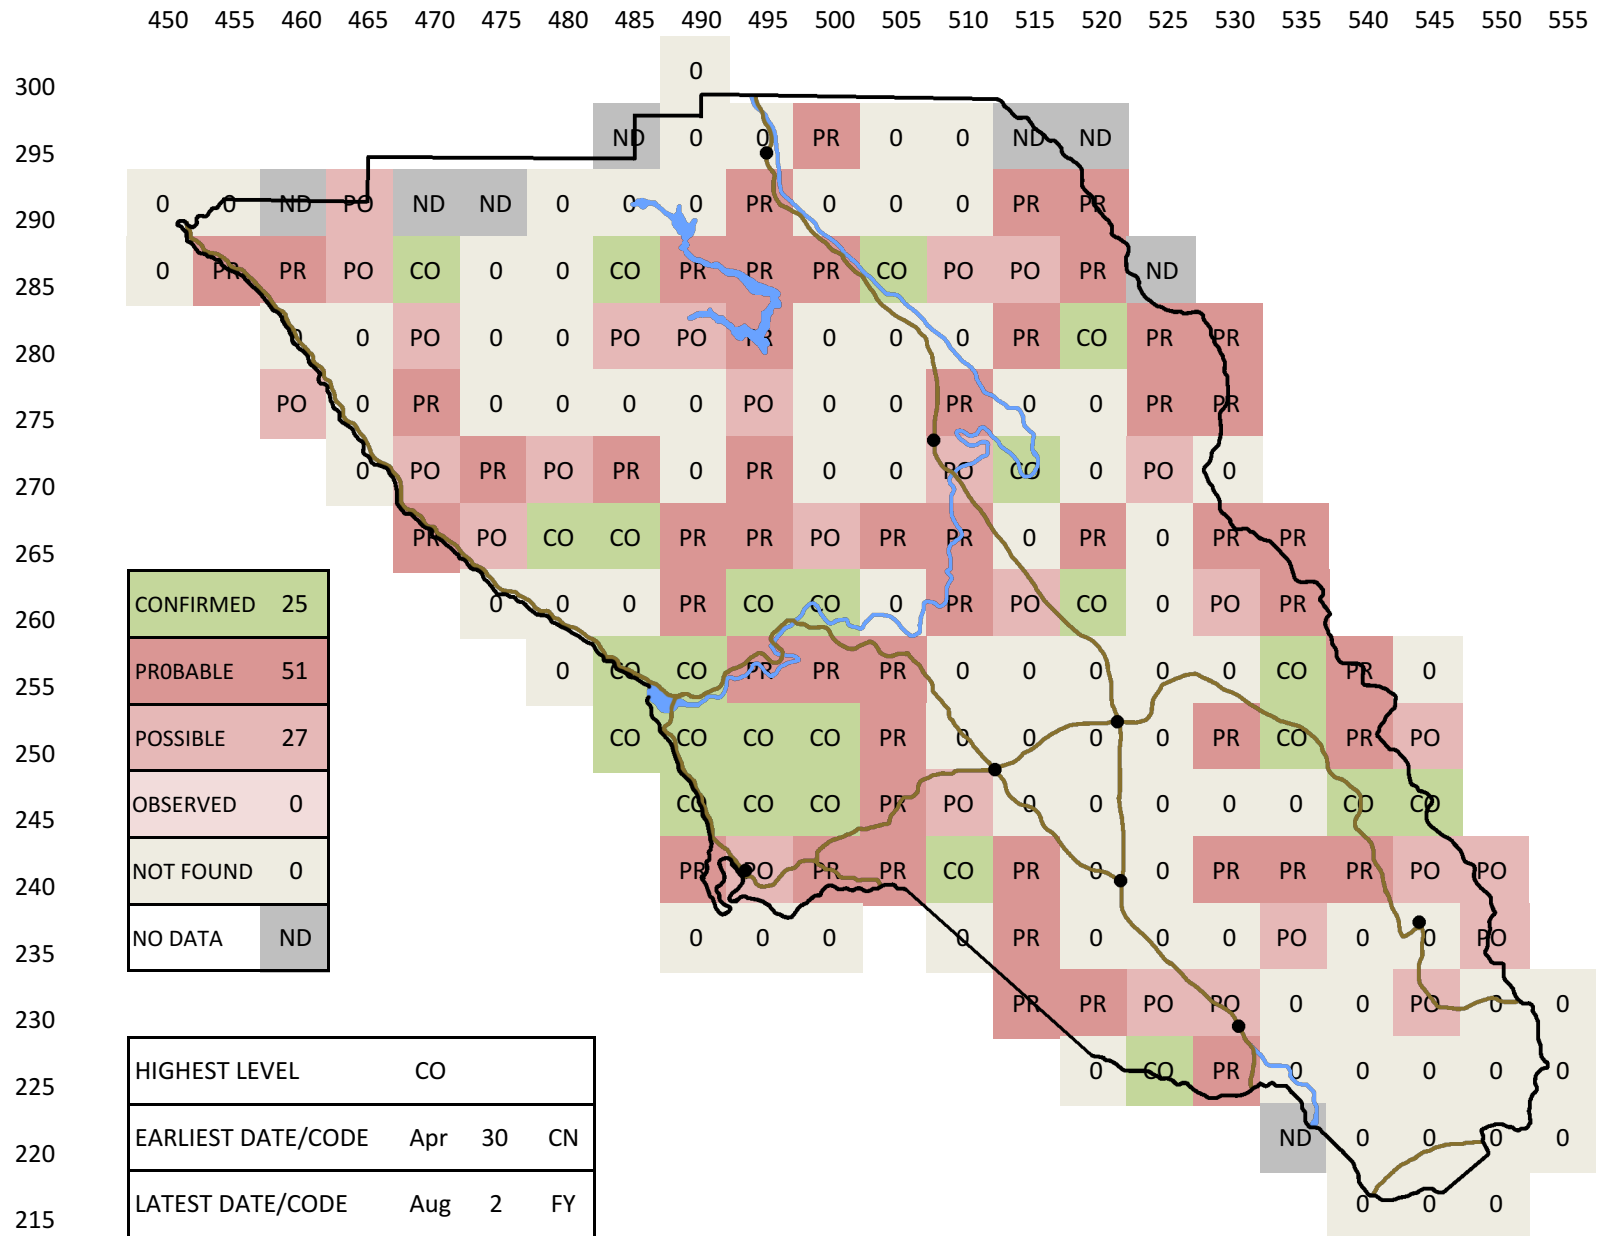 450 455 460 465 470 475 480 485 490 495 500 505 510 515 520 525 530 535 540 545 550 555
0
300
ND 0 0 PR 0 0 ND ND
295
0 0 ND PO ND ND 0 0 0 PR 0 0 0 PR PR
290
0 PR PR PO CO 0 0 CO PR PR PR CO PO PO PR ND
285
0 0 PO 0 0 PO PO PR 0 0 0 PR CO PR PR
280
PO 0 PR 0 0 0 0 PO 0 0 PR 0 0 PR PR
275
0 PO PR PO PR 0 PR 0 0 PO CO 0 PO 0
270
PR PO CO CO PR PR PO PR PR 0 PR 0 PR PR
265
CONFIRMED 25 0 0 0 PR CO CO 0 PR PO CO 0 PO PR
260
PR0BABLE 51 0 CO CO PR PR PR 0 0 0 0 0 CO PR 0
255
POSSIBLE 27 CO CO CO CO PR 0 0 0 0 PR CO PR PO
250
OBSERVED 0 CO CO CO PR PO 0 0 0 0 0 CO CO
245
NOT FOUND 0 PR PO PR PR CO PR 0 0 PR PR PR PO PO
240
NO DATA ND 0 0 0 0 PR 0 0 0 PO 0 0 PO
235
PR PR PO PO 0 0 PO 0 0
230
HIGHEST LEVEL CO 0 CO PR 0 0 0 0 0
225
EARLIEST DATE/CODE Apr 30 CN ND 0 0 0 0
220
LATEST DATE/CODE Aug 2 FY 0 0 0
215